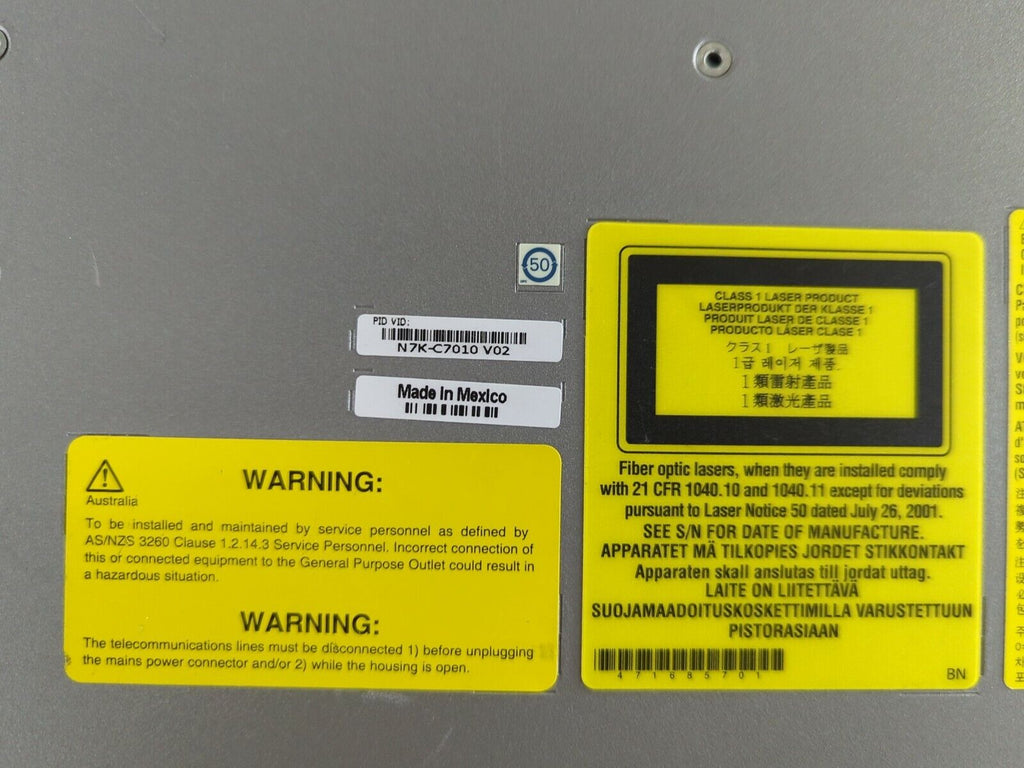 50
PID VID:
N7K-C7010 V02
Made in Mexico
WARNING:
Australia
To be installed and maintained by service personnel as defined by
AS/NZS 3260 Clause 1.2.14.3 Service Personnel. Incorrect connection of
this or connected equipment to the General Purpose Outlet could result in
a hazardous situation.
WARNING:
The telecommunications lines must be disconnected 1) before unplugging
the mains power connector and/or 2) while the housing is open.
CLASS 1 LASER PRODUCT
LASERPRODUKT DER KLASSE 1
PRODUIT LASER DE CLASSE 1
PRODUCTO LÁSER CLASE 1
クラス1 レーザ製品
1급 레이저 제품.
1類雷射產品
1類激光產品
Fiber optic lasers, when they are installed comply
with 21 CFR 1040.10 and 1040.11 except for deviations
pursuant to Laser Notice 50 dated July 26, 2001.
SEE S/N FOR DATE OF MANUFACTURE.
APPARATET MÅ TILKOPIES JORDET STIKKONTAKT
Apparaten skall anslutas till jordat uttag.
LAITE ON LIITETTÄVÄ
SUOJAMAADOITUSKOSKETTIMILLA VARUSTETTUUN
PISTORASIAAN
471685701
BN